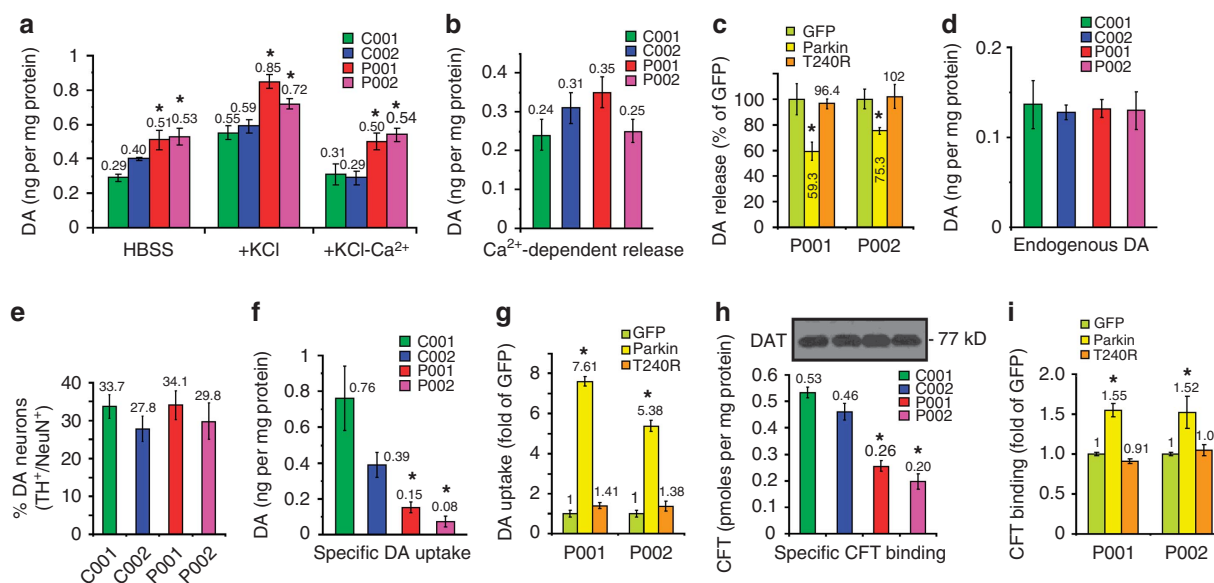 a
C001
C002
P001
P002
DA (ng per mg protein)
1
0.8
0.6
0.4
0.2
0
0.29
0.40
0.51
*
0.53
*
0.55
0.59
0.85
*
0.72
*
0.31
0.29
0.50
*
0.54
*
HBSS
+KCl
+KCl-Ca²⁺
b
C001
C002
P001
P002
DA (ng per mg protein)
0.4
0.3
0.2
0.1
0
0.24
0.31
0.35
0.25
Ca²⁺-dependent release
c
GFP
Parkin
T240R
DA release (% of GFP)
120
100
80
60
40
20
0
*
59.3
96.4
*
75.3
102
P001
P002
d
C001
C002
P001
P002
DA (ng per mg protein)
0.2
0.1
0
Endogenous DA
e
% DA neurons
(TH⁺/NeuN⁺)
40
30
20
10
0
33.7
27.8
34.1
29.8
C001
C002
P001
P002
f
C001
C002
P001
P002
DA (ng per mg protein)
1
0.8
0.6
0.4
0.2
0
0.76
0.39
*
0.15
*
0.08
Specific DA uptake
g
GFP
Parkin
T240R
DA uptake (fold of GFP)
8
6
4
2
0
1
*
7.61
1.41
1
*
5.38
1.38
P001
P002
h
DAT
- 77 kD
C001
C002
P001
P002
CFT (pmoles per mg protein)
0.6
0.5
0.4
0.3
0.2
0.1
0
0.53
0.46
*
0.26
*
0.20
Specific CFT binding
i
GFP
Parkin
T240R
CFT binding (fold of GFP)
2.0
1.5
1.0
0.5
0
1
*
1.55
0.91
1
*
1.52
1.0
P001
P002